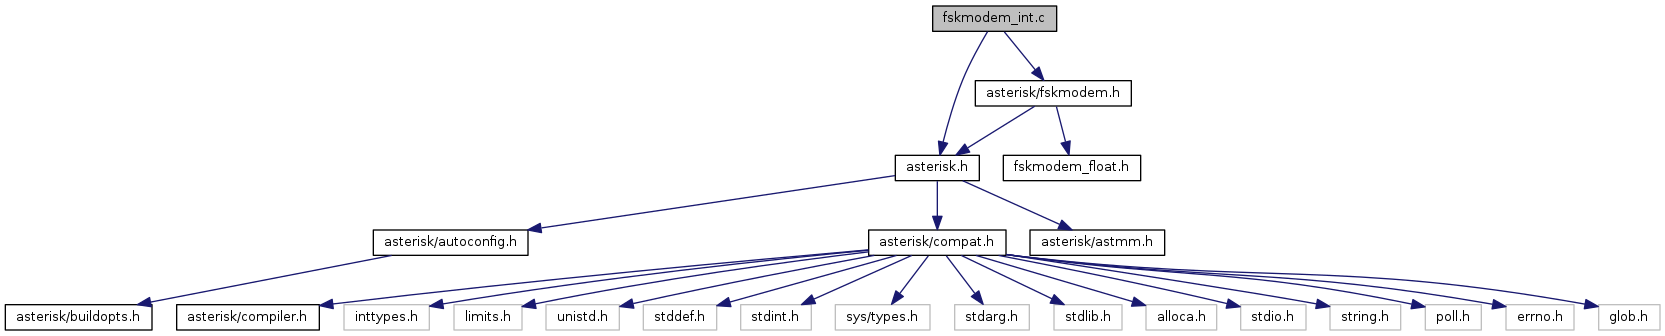 fskmodem_int.c
asterisk/fskmodem.h
asterisk.h
fskmodem_float.h
asterisk/autoconfig.h
asterisk/compat.h
asterisk/astmm.h
asterisk/buildopts.h
asterisk/compiler.h
inttypes.h
limits.h
unistd.h
stddef.h
stdint.h
sys/types.h
stdarg.h
stdlib.h
alloca.h
stdio.h
string.h
poll.h
errno.h
glob.h